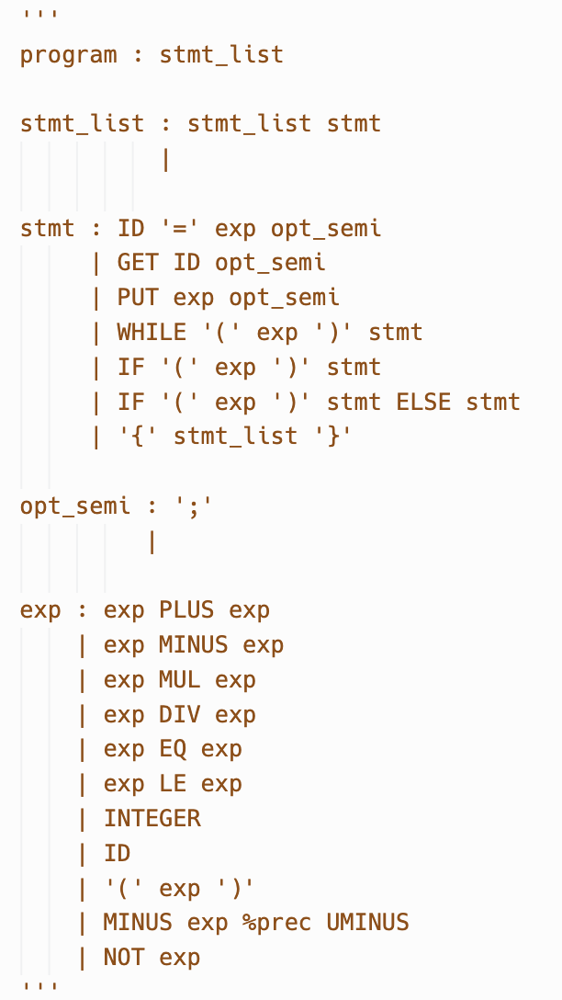 '''
program : stmt_list
stmt_list : stmt_list stmt
|
stmt : ID '=' exp opt_semi
| GET ID opt_semi
| PUT exp opt_semi
| WHILE '(' exp ')' stmt
| IF '(' exp ')' stmt
| IF '(' exp ')' stmt ELSE stmt
| '{' stmt_list '}'
opt_semi : ';'
|
exp : exp PLUS exp
| exp MINUS exp
| exp MUL exp
| exp DIV exp
| exp EQ exp
| exp LE exp
| INTEGER
| ID
| '(' exp ')'
| MINUS exp %prec UMINUS
| NOT exp
'''